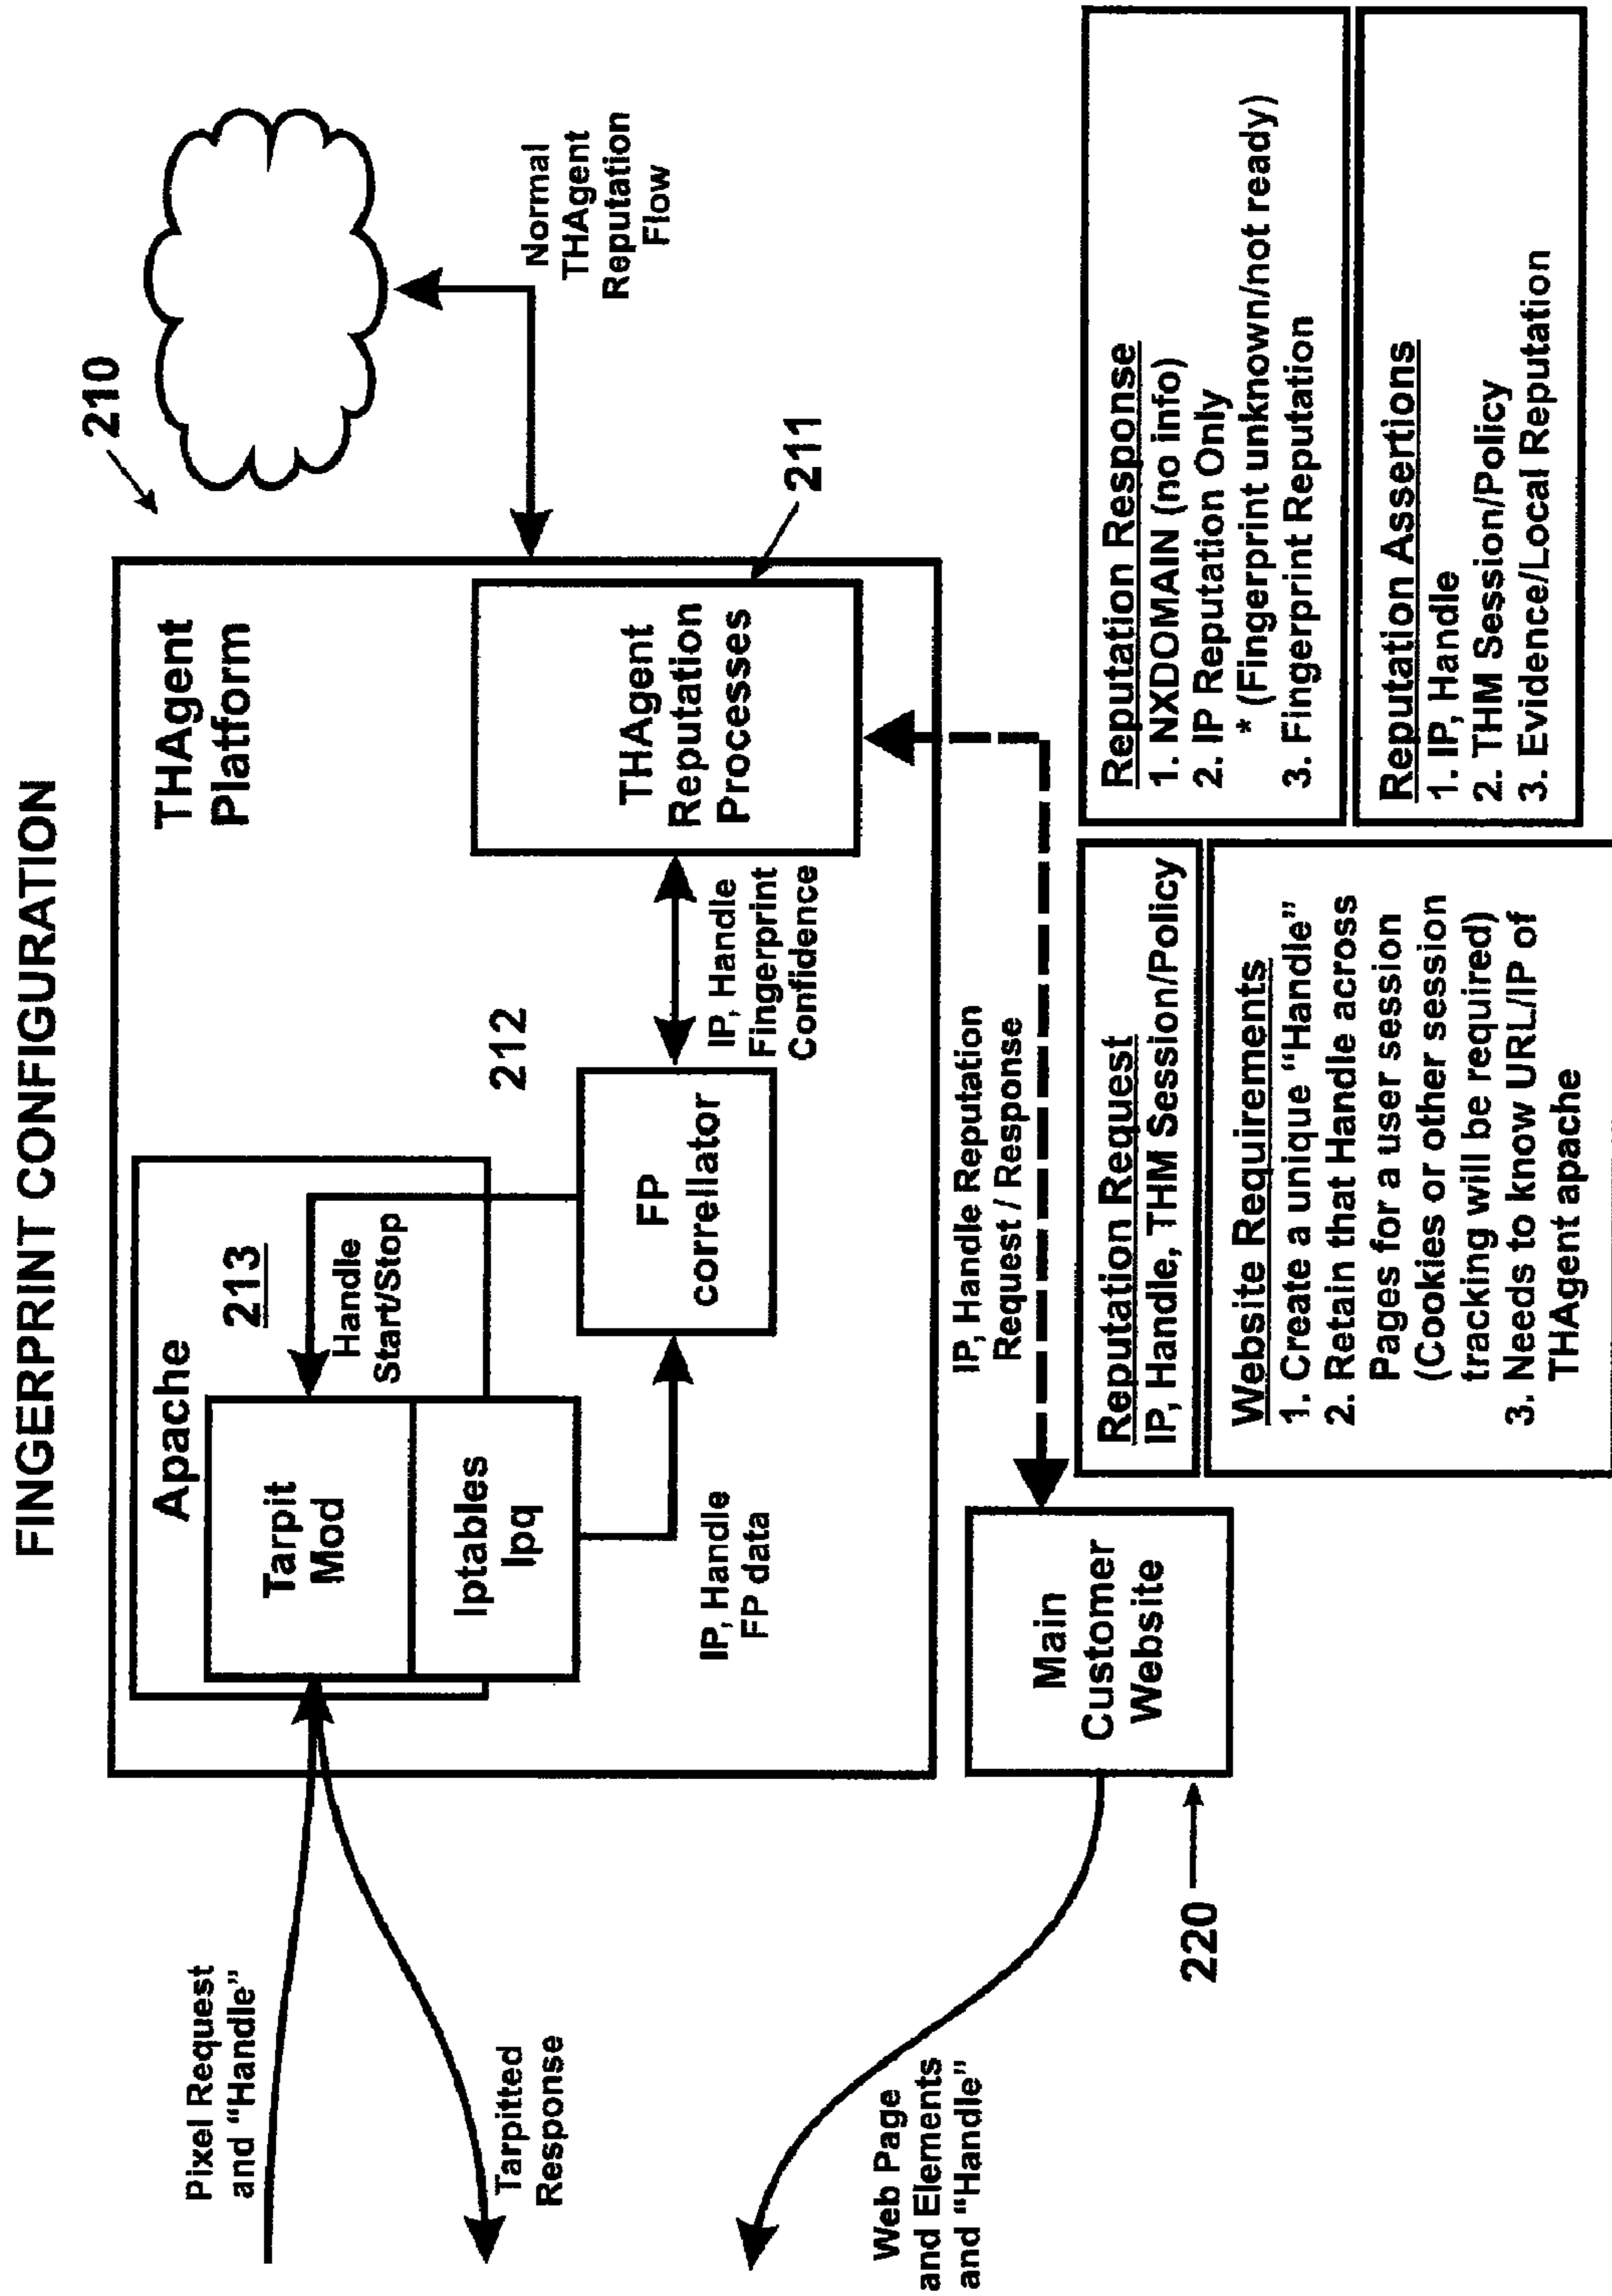 FINGERPRINT CONFIGURATION
210
THAgent
Platform
Apache
213
Tarpit
Mod
Iptables
Ipq
Handle
Start/Stop
212
FP
correllator
IP, Handle
FP data
IP, Handle
Fingerprint
Confidence
THAgent
Reputation
Processes
211
Normal
THAgent
Reputation
Flow
Pixel Request
and “Handle”
Tarpitted
Response
Web Page
and Elements
and “Handle”
Main
Customer
Website
220
IP, Handle Reputation
Request / Response
Reputation Request
IP, Handle, THM Session/Policy
Website Requirements
1. Create a unique “Handle”
2. Retain that Handle across
Pages for a user session
(Cookies or other session
tracking will be required)
3. Needs to know URL/IP of
THAgent apache
Reputation Response
1. NXDOMAIN (no info)
2. IP Reputation Only
* (Fingerprint unknown/not ready)
3. Fingerprint Reputation
Reputation Assertions
1. IP, Handle
2. THM Session/Policy
3. Evidence/Local Reputation